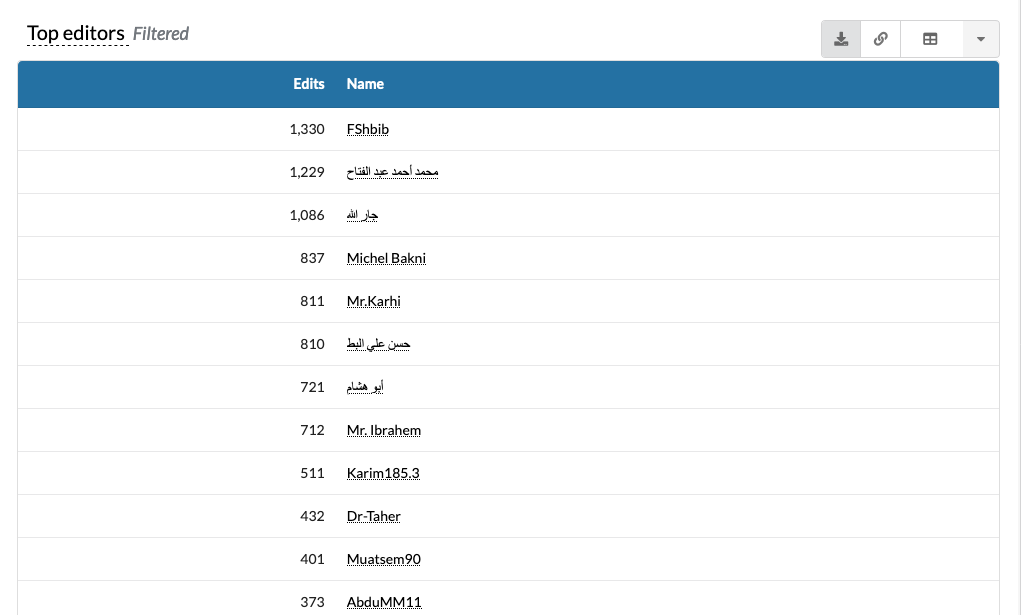 Top editors Filtered
Edits Name
1,330 FShbib
1,229 محمد أحمد عبد الفتاح
1,086 جار الله
837 Michel Bakni
811 Mr.Karhi
810 حسن علي البط
721 أبو هشام
712 Mr. Ibrahem
511 Karim185.3
432 Dr-Taher
401 Muatsem90
373 AbduMM11